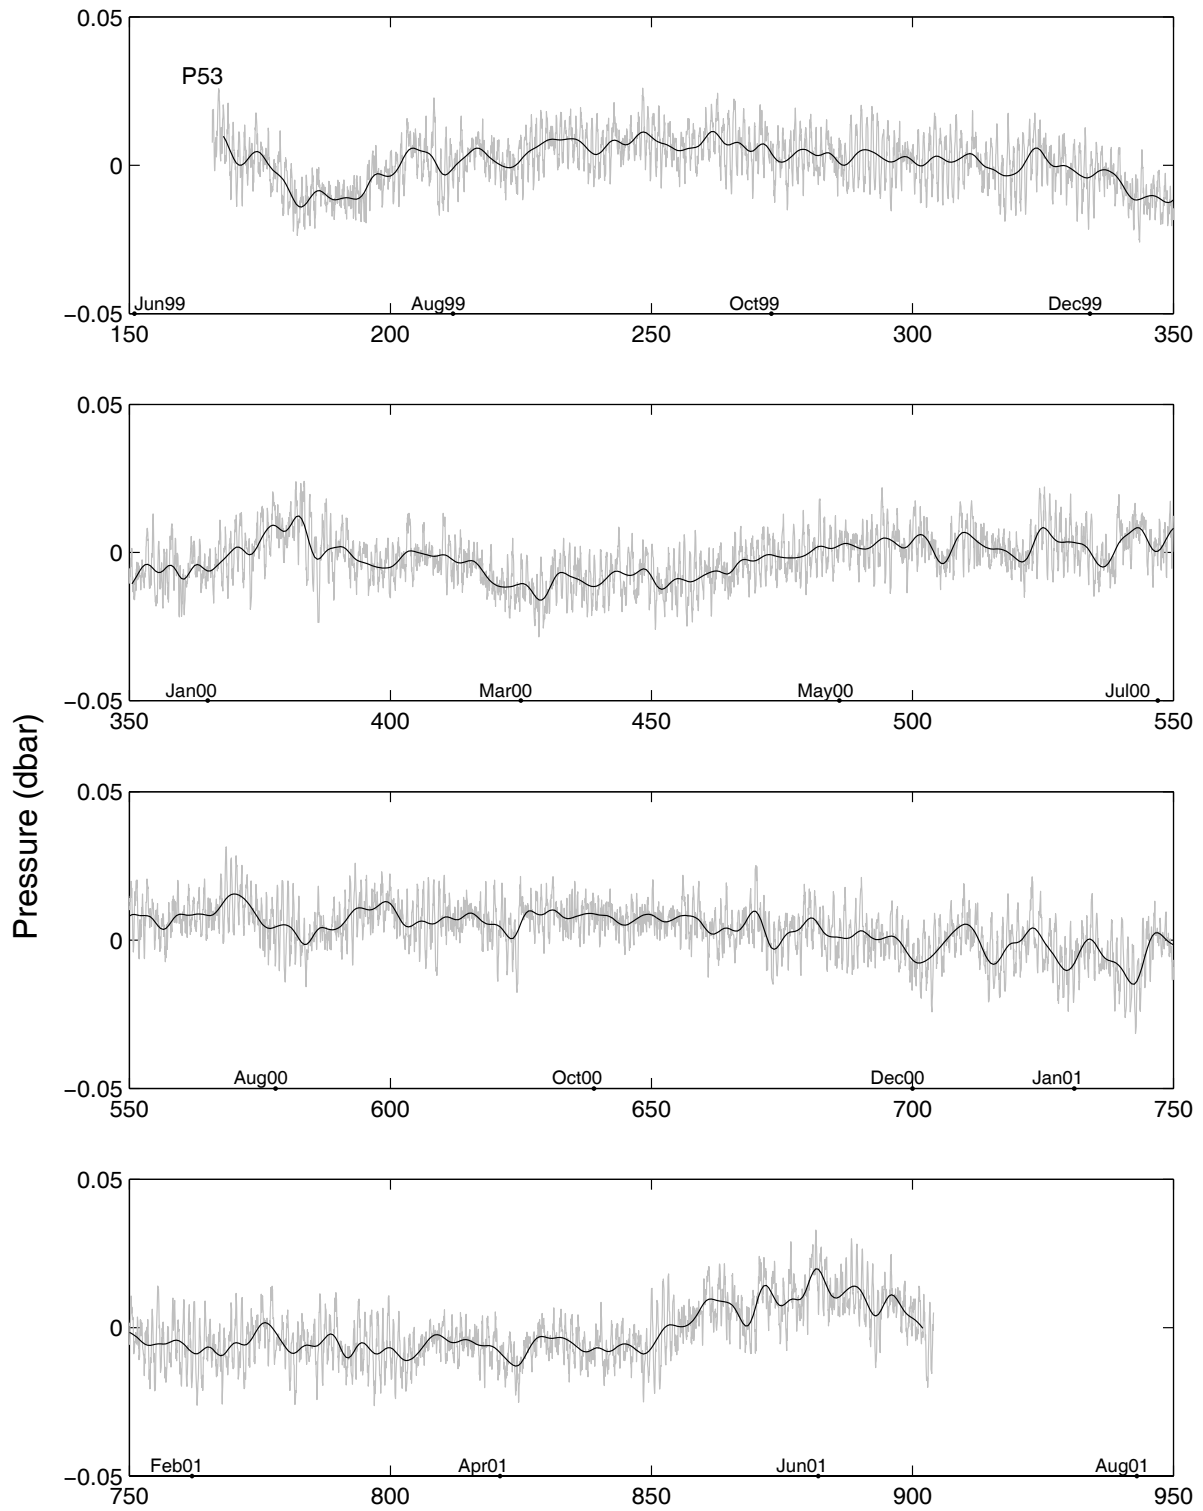 0.05
P53
0
Jun99 Aug99 Oct99 Dec99
−0.05
150 200 250 300 350
0.05
0
Jan00 Mar00 May00 Jul00
−0.05
350 400 450 500 550
Pressure (dbar)
0.05
0
Aug00 Oct00 Dec00 Jan01
−0.05
550 600 650 700 750
0.05
0
Feb01 Apr01 Jun01 Aug01
−0.05
750 800 850 900 950